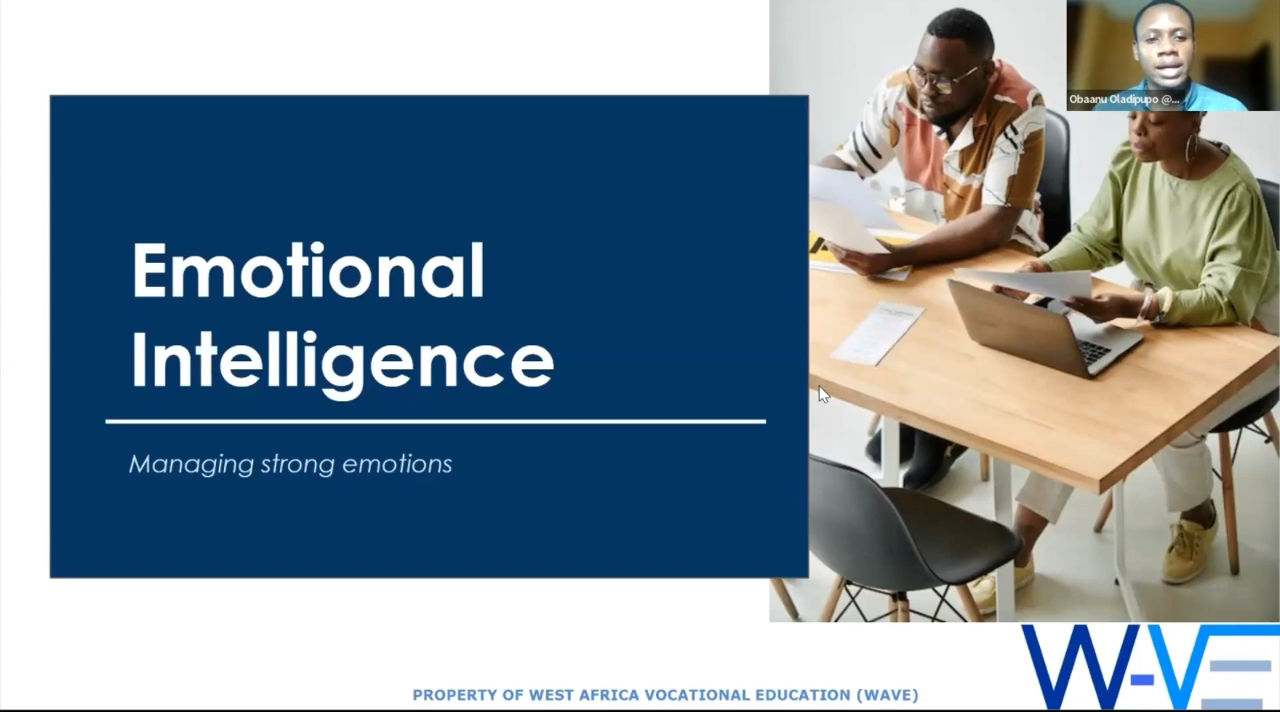 Obaanu Oladipupo @...
Emotional
Intelligence
Managing strong emotions
W-VE
PROPERTY OF WEST AFRICA VOCATIONAL EDUCATION (WAVE)